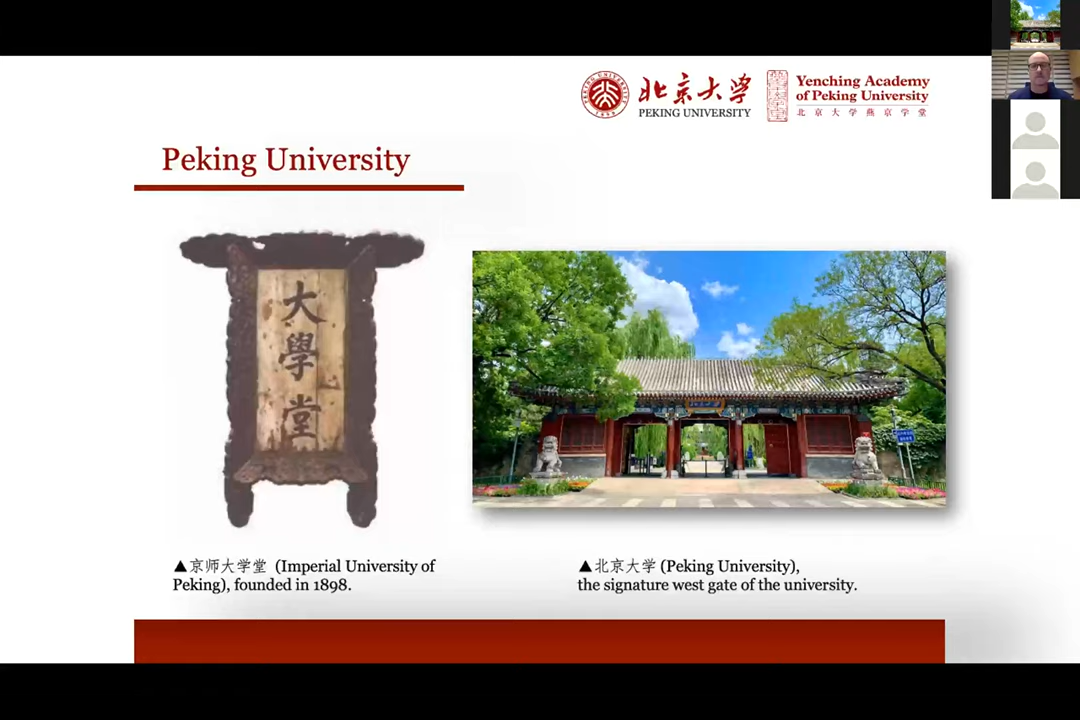 北京大学
PEKING UNIVERSITY
Yenching Academy
of Peking University
北京大学燕京学堂
Peking University
大
學
堂
▲京师大学堂 (Imperial University of
Peking), founded in 1898.
▲北京大学 (Peking University),
the signature west gate of the university.